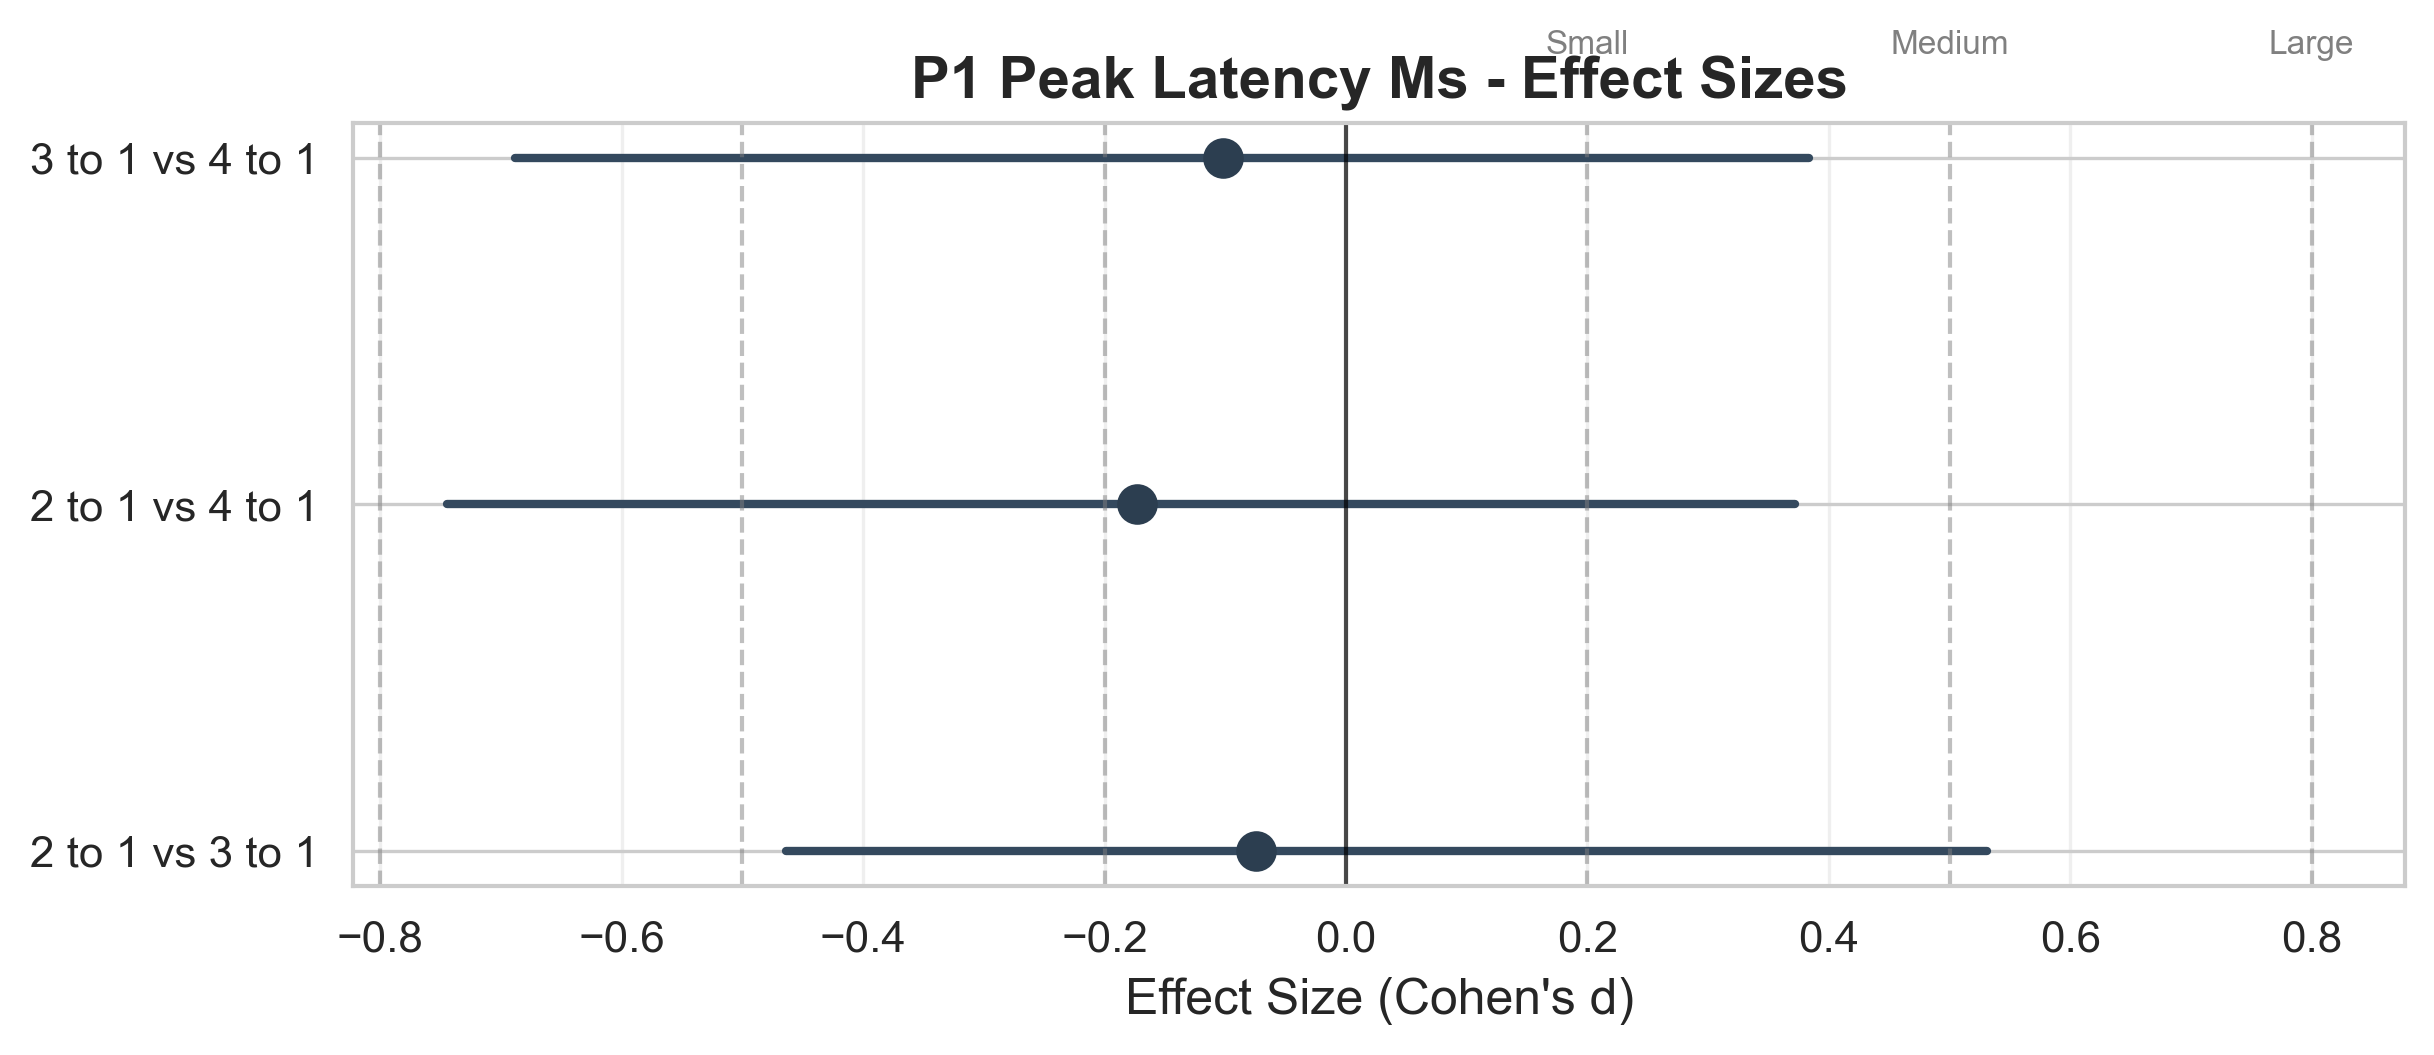 Small Medium Large
P1 Peak Latency Ms - Effect Sizes
3 to 1 vs 4 to 1
2 to 1 vs 4 to 1
2 to 1 vs 3 to 1
−0.8 −0.6 −0.4 −0.2 0.0 0.2 0.4 0.6 0.8
Effect Size (Cohen's d)